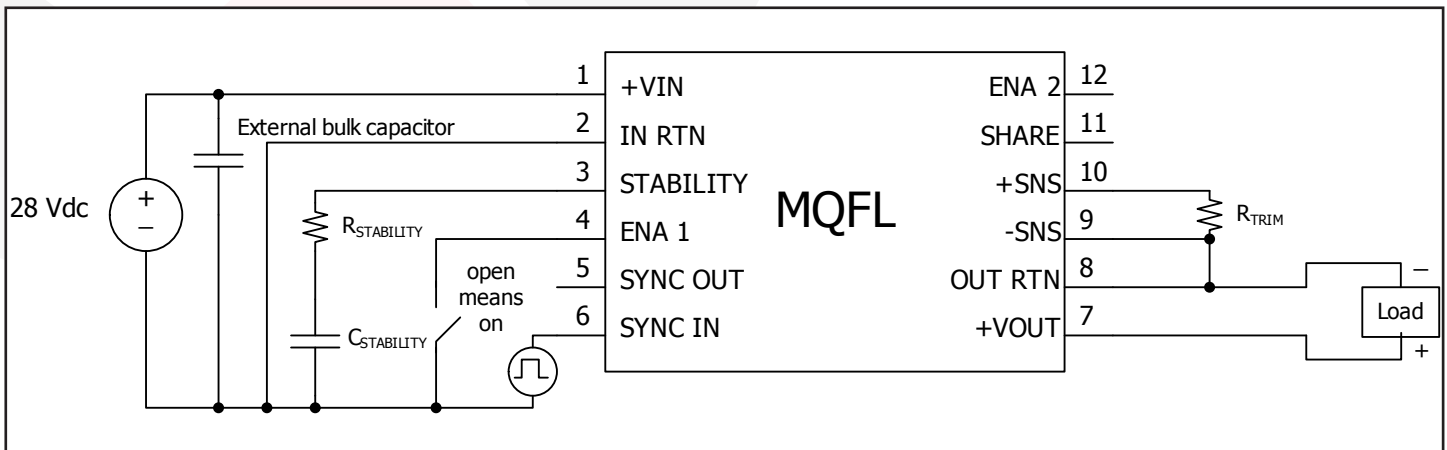 1
+VIN
ENA 2
12
External bulk capacitor
2
IN RTN
SHARE
11
3
STABILITY
+SNS
10
28 Vdc
+
−
RSTABILITY
MQFL
RTRIM
4
ENA 1
-SNS
9
open
means
on
5
SYNC OUT
OUT RTN
8
−
Load
+
CSTABILITY
6
SYNC IN
+VOUT
7